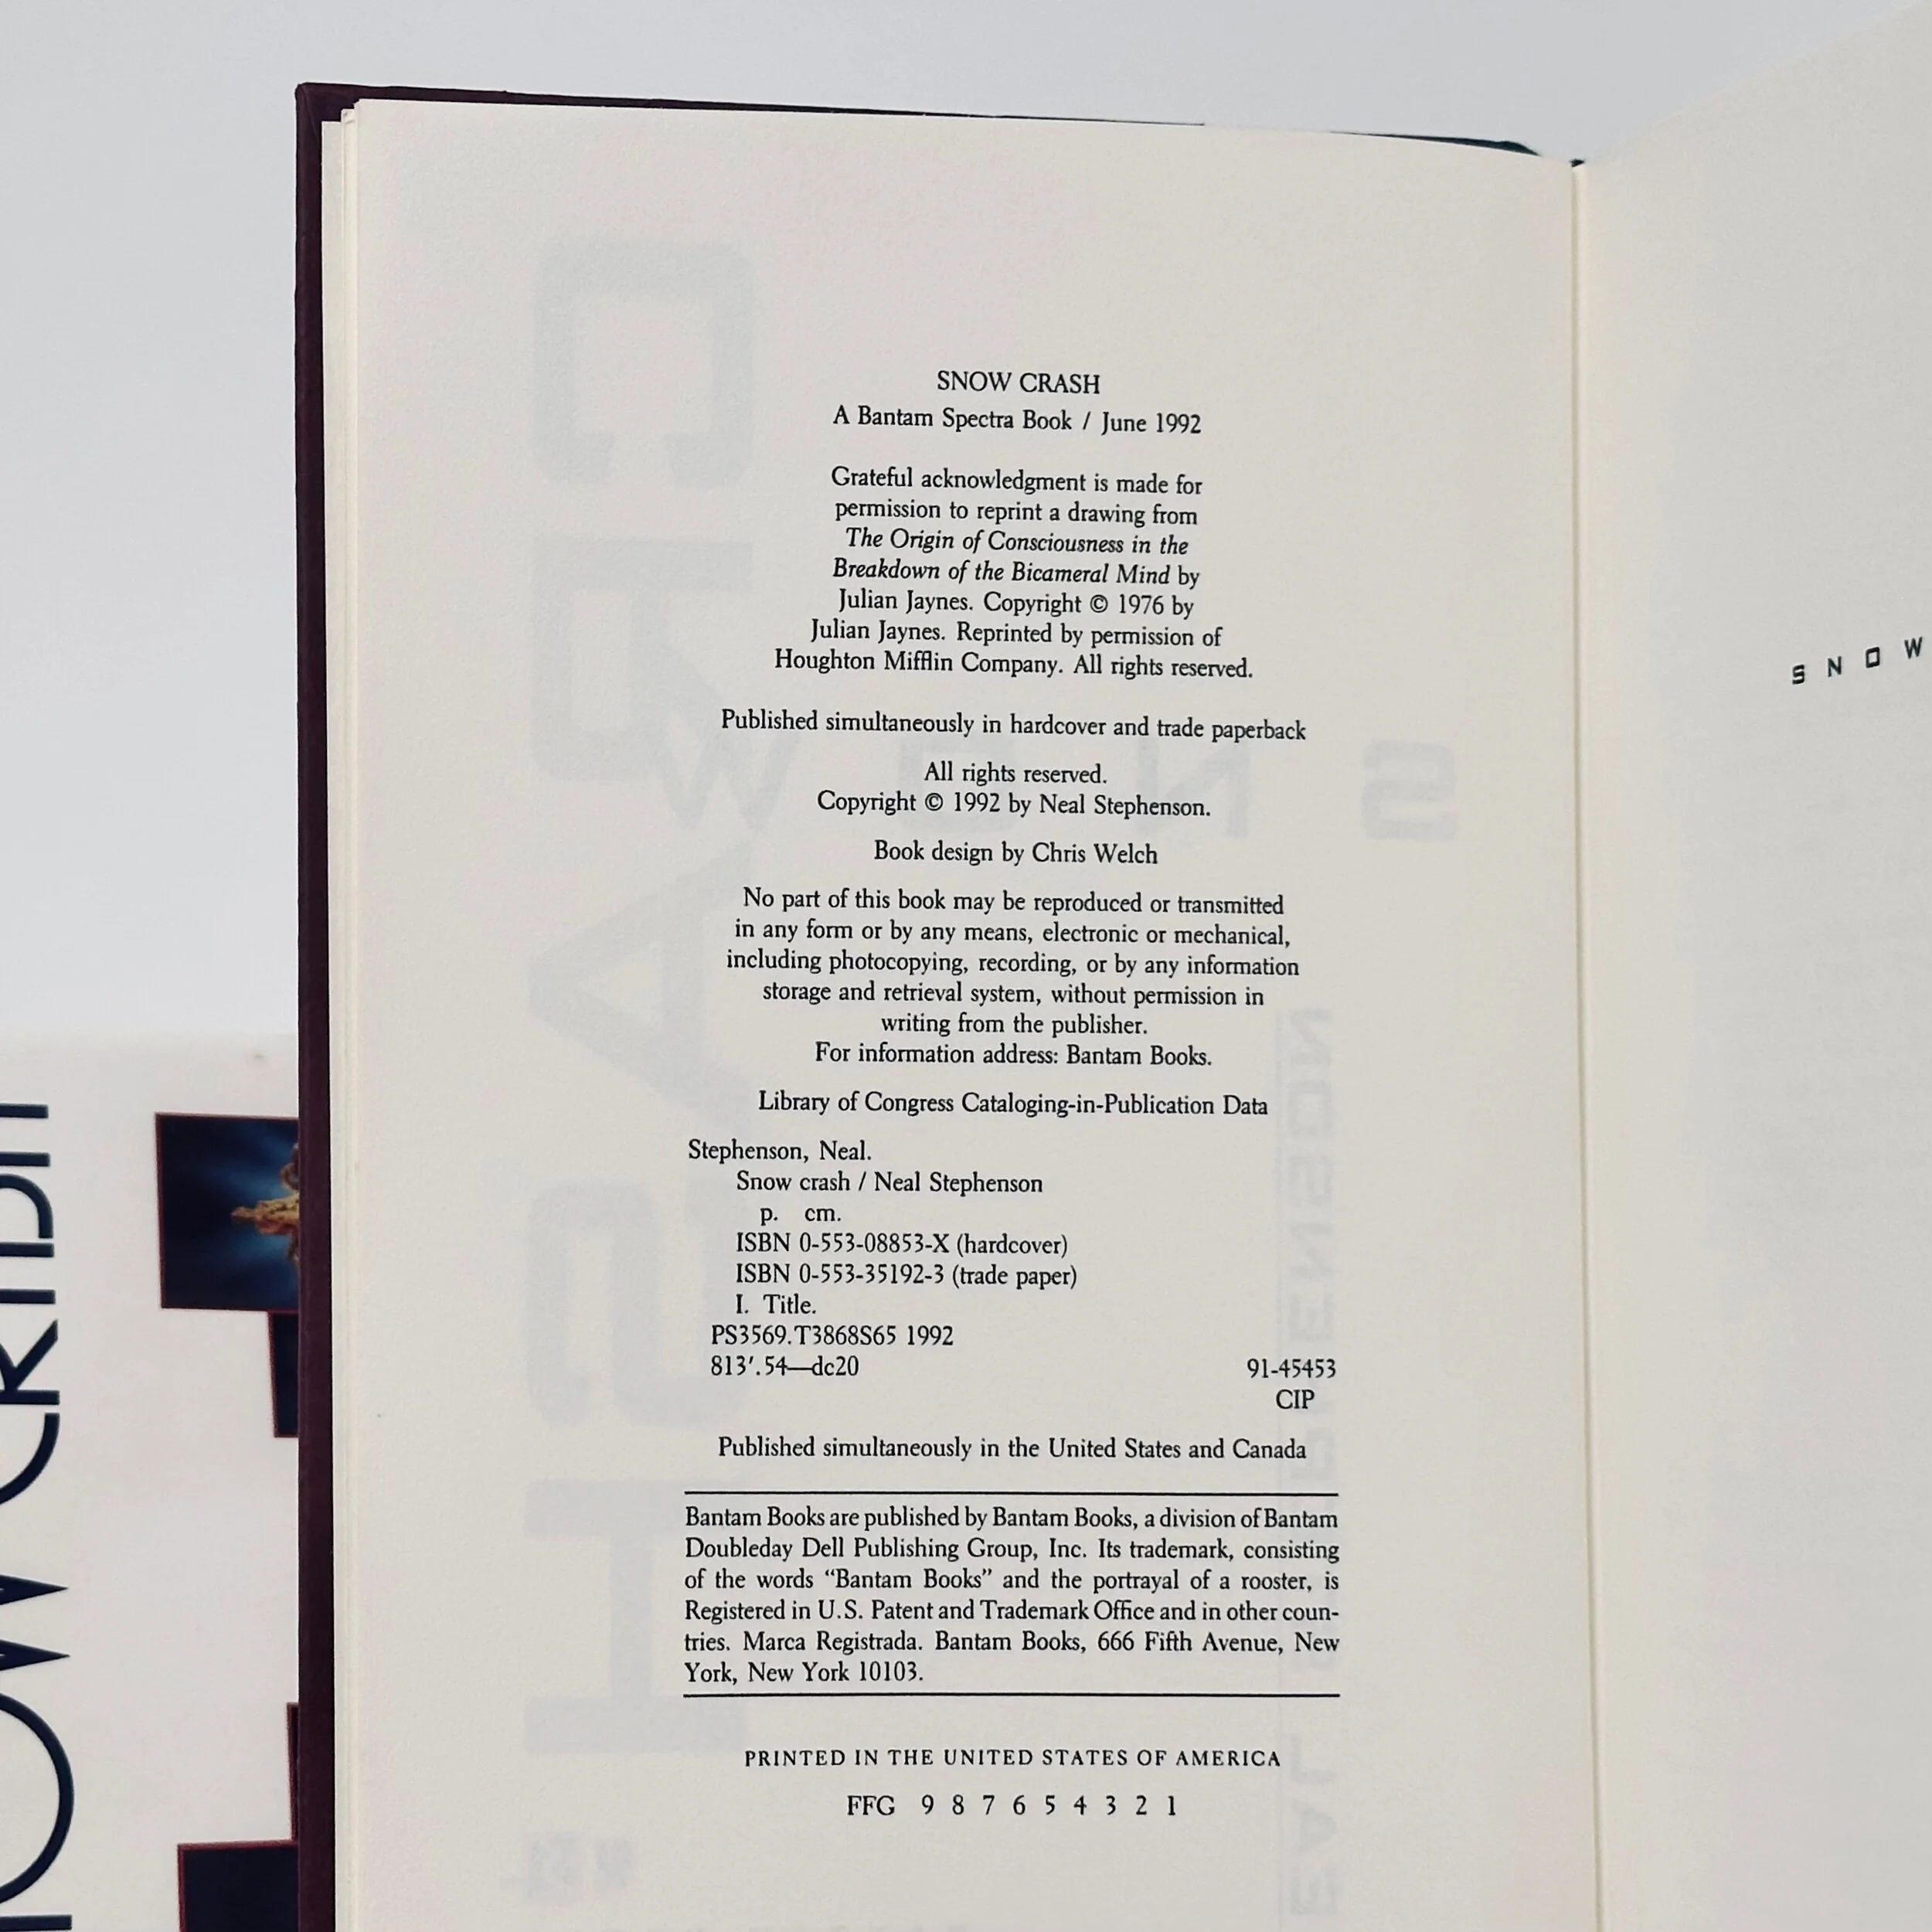 SNOW CRASH
A Bantam Spectra Book / June 1992
Grateful acknowledgment is made for
permission to reprint a drawing from
The Origin of Consciousness in the
Breakdown of the Bicameral Mind by
Julian Jaynes. Copyright © 1976 by
Julian Jaynes. Reprinted by permission of
Houghton Mifflin Company. All rights reserved.
Published simultaneously in hardcover and trade paperback
All rights reserved.
Copyright © 1992 by Neal Stephenson.
Book design by Chris Welch
No part of this book may be reproduced or transmitted
in any form or by any means, electronic or mechanical,
including photocopying, recording, or by any information
storage and retrieval system, without permission in
writing from the publisher.
For information address: Bantam Books.
Library of Congress Cataloging-in-Publication Data
Stephenson, Neal.
Snow crash / Neal Stephenson
p. cm.
ISBN 0-553-08853-X (hardcover)
ISBN 0-553-35192-3 (trade paper)
I. Title.
PS3569.T3868S65 1992
813′.54—dc20 91-45453
CIP
Published simultaneously in the United States and Canada
Bantam Books are published by Bantam Books, a division of Bantam
Doubleday Dell Publishing Group, Inc. Its trademark, consisting
of the words “Bantam Books” and the portrayal of a rooster, is
Registered in U.S. Patent and Trademark Office and in other coun-
tries. Marca Registrada. Bantam Books, 666 Fifth Avenue, New
York, New York 10103.
PRINTED IN THE UNITED STATES OF AMERICA
FFG 9 8 7 6 5 4 3 2 1
SNOW